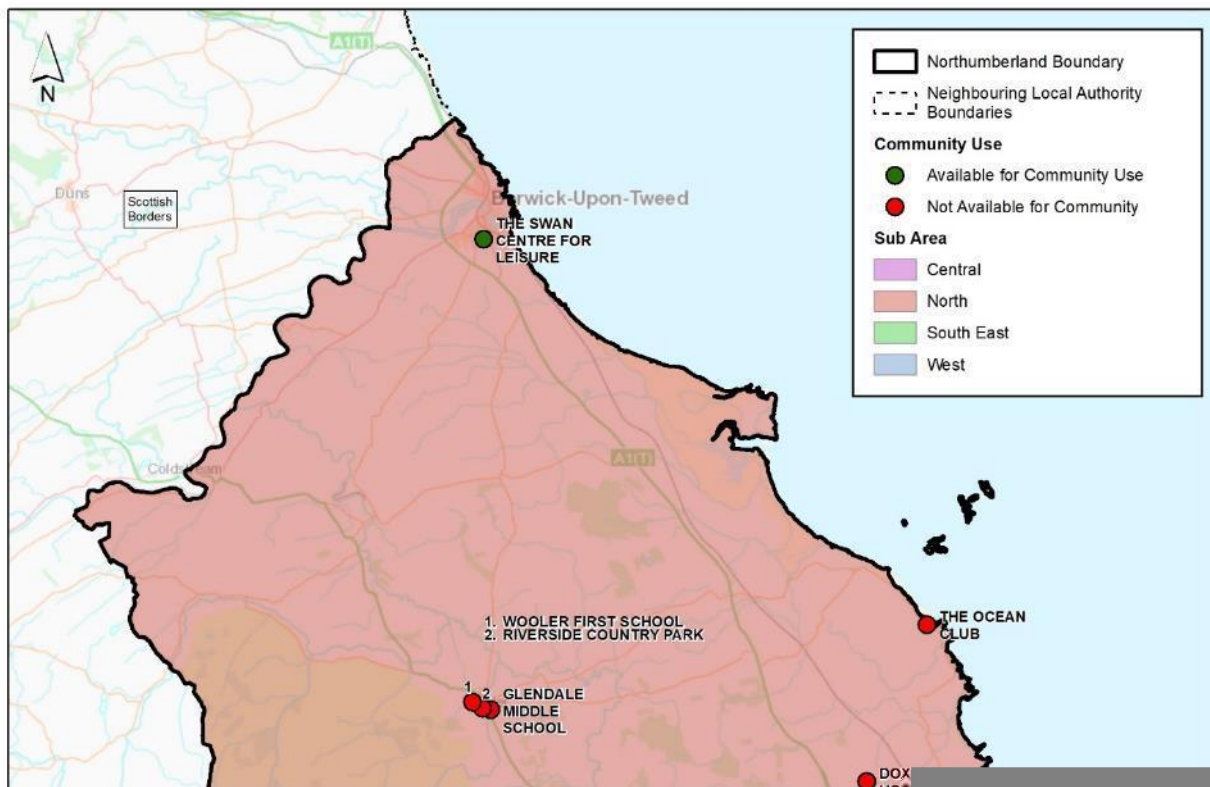 A1(T)
N
Duns
Scottish
Borders
Berwick-Upon-Tweed
THE SWAN
CENTRE FOR
LEISURE
Coldstream
A1(T)
1. WOOLER FIRST SCHOOL
2. RIVERSIDE COUNTRY PARK
THE OCEAN
CLUB
1
2
GLENDALE
MIDDLE
SCHOOL
DOX
Northumberland Boundary
Neighbouring Local Authority
Boundaries
Community Use
Available for Community Use
Not Available for Community
Sub Area
Central
North
South East
West